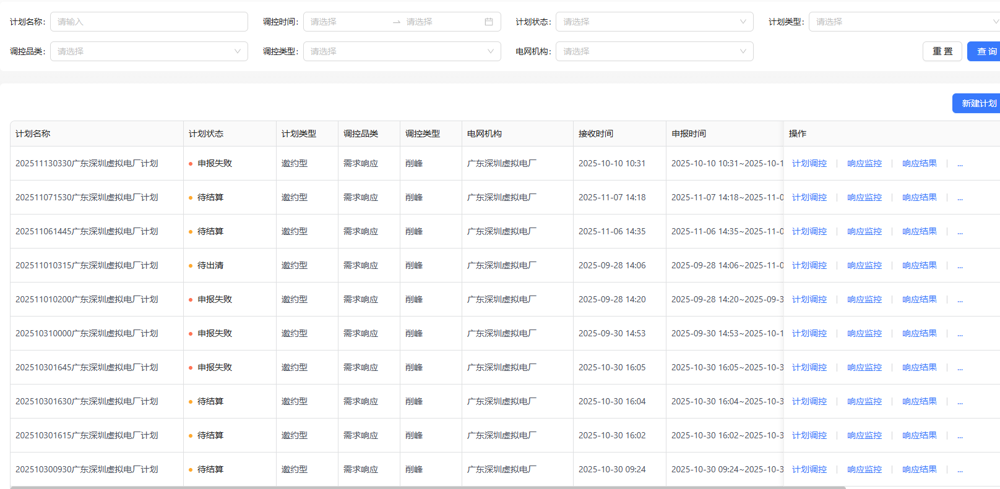 计划名称: 请输入 调控时间: 请选择 → 请选择 计划状态: 请选择 计划类型: 请选择
调控品类: 请选择 调控类型: 请选择 电网机构: 请选择 重 置 查 询
新建计划
计划名称 计划状态 计划类型 调控品类 调控类型 电网机构 接收时间 申报时间 操作
202511130330广东深圳虚拟电厂计划 申报失败 邀约型 需求响应 削峰 广东深圳虚拟电厂 2025-10-10 10:31 2025-10-10 10:31~2025-10-1 计划调控 响应监控 响应结果 ...
202511071530广东深圳虚拟电厂计划 待结算 邀约型 需求响应 削峰 广东深圳虚拟电厂 2025-11-07 14:18 2025-11-07 14:18~2025-11-0 计划调控 响应监控 响应结果 ...
202511061445广东深圳虚拟电厂计划 待结算 邀约型 需求响应 削峰 广东深圳虚拟电厂 2025-11-06 14:35 2025-11-06 14:35~2025-11-0 计划调控 响应监控 响应结果 ...
202511010315广东深圳虚拟电厂计划 待出清 邀约型 需求响应 削峰 广东深圳虚拟电厂 2025-09-28 14:06 2025-09-28 14:06~2025-11-0 计划调控 响应监控 响应结果 ...
202511010200广东深圳虚拟电厂计划 申报失败 邀约型 需求响应 削峰 广东深圳虚拟电厂 2025-09-28 14:20 2025-09-28 14:20~2025-09-3 计划调控 响应监控 响应结果 ...
202510310000广东深圳虚拟电厂计划 申报失败 邀约型 需求响应 削峰 广东深圳虚拟电厂 2025-09-30 14:53 2025-09-30 14:53~2025-10-1 计划调控 响应监控 响应结果 ...
202510301645广东深圳虚拟电厂计划 申报失败 邀约型 需求响应 削峰 广东深圳虚拟电厂 2025-10-30 16:05 2025-10-30 16:05~2025-10-3 计划调控 响应监控 响应结果 ...
202510301630广东深圳虚拟电厂计划 待结算 邀约型 需求响应 削峰 广东深圳虚拟电厂 2025-10-30 16:04 2025-10-30 16:04~2025-10-3 计划调控 响应监控 响应结果 ...
202510301615广东深圳虚拟电厂计划 待结算 邀约型 需求响应 削峰 广东深圳虚拟电厂 2025-10-30 16:02 2025-10-30 16:02~2025-10-3 计划调控 响应监控 响应结果 ...
202510300930广东深圳虚拟电厂计划 待结算 邀约型 需求响应 削峰 广东深圳虚拟电厂 2025-10-30 09:24 2025-10-30 09:24~2025-10-3 计划调控 响应监控 响应结果 ...